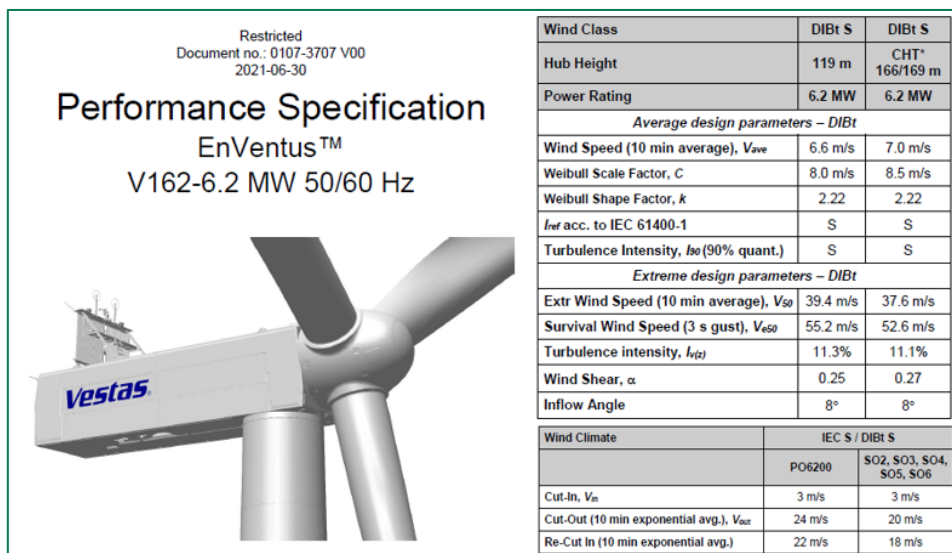 Restricted
Document no.: 0107-3707 V00
2021-06-30
Performance Specification
EnVentus™
V162-6.2 MW 50/60 Hz
Vestas
Wind Class DIBt S DIBt S
Hub Height 119 m CHT* 166/169 m
Power Rating 6.2 MW 6.2 MW
Average design parameters – DIBt
Wind Speed (10 min average), Vave 6.6 m/s 7.0 m/s
Weibull Scale Factor, C 8.0 m/s 8.5 m/s
Weibull Shape Factor, k 2.22 2.22
Iref acc. to IEC 61400-1 S S
Turbulence Intensity, I90 (90% quant.) S S
Extreme design parameters – DIBt
Extr Wind Speed (10 min average), V50 39.4 m/s 37.6 m/s
Survival Wind Speed (3 s gust), Ve50 55.2 m/s 52.6 m/s
Turbulence intensity, Iv(z) 11.3% 11.1%
Wind Shear, α 0.25 0.27
Inflow Angle 8° 8°
Wind Climate IEC S / DIBt S
PO6200 SO2, SO3, SO4, SO5, SO6
Cut-In, Vin 3 m/s 3 m/s
Cut-Out (10 min exponential avg.), Vout 24 m/s 20 m/s
Re-Cut In (10 min exponential avg.) 22 m/s 18 m/s